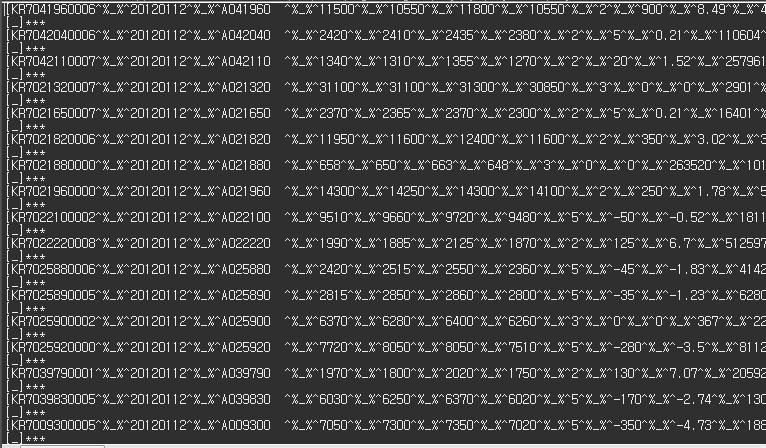 [KR7041960006^%_%^20120112^%_%^A041960 ^%_%^11500^%_%^10550^%_%^11800^%_%^10550^%_%^2^%_%^900^%_%^8.49^%_%^4
[_]***
[KR7042040006^%_%^20120112^%_%^A042040 ^%_%^2420^%_%^2410^%_%^2435^%_%^2380^%_%^2^%_%^5^%_%^0.21^%_%^110604^
[_]***
[KR7042110007^%_%^20120112^%_%^A042110 ^%_%^1340^%_%^1310^%_%^1355^%_%^1270^%_%^2^%_%^20^%_%^1.52^%_%^257961
[_]***
[KR7021320007^%_%^20120112^%_%^A021320 ^%_%^31100^%_%^31100^%_%^31300^%_%^30850^%_%^3^%_%^0^%_%^0^%_%^2901^%
[_]***
[KR7021650007^%_%^20120112^%_%^A021650 ^%_%^2370^%_%^2365^%_%^2370^%_%^2300^%_%^2^%_%^5^%_%^0.21^%_%^16401^%
[_]***
[KR7021820006^%_%^20120112^%_%^A021820 ^%_%^11950^%_%^11600^%_%^12400^%_%^11600^%_%^2^%_%^350^%_%^3.02^%_%^3
[_]***
[KR7021880000^%_%^20120112^%_%^A021880 ^%_%^658^%_%^650^%_%^663^%_%^648^%_%^3^%_%^0^%_%^0^%_%^263520^%_%^101
[_]***
[KR7021960000^%_%^20120112^%_%^A021960 ^%_%^14300^%_%^14250^%_%^14300^%_%^14100^%_%^2^%_%^250^%_%^1.78^%_%^5
[_]***
[KR7022100002^%_%^20120112^%_%^A022100 ^%_%^9510^%_%^9660^%_%^9720^%_%^9480^%_%^5^%_%^-50^%_%^-0.52^%_%^1811
[_]***
[KR7022220008^%_%^20120112^%_%^A022220 ^%_%^1990^%_%^1885^%_%^2125^%_%^1870^%_%^2^%_%^125^%_%^6.7^%_%^512597
[_]***
[KR7025880006^%_%^20120112^%_%^A025880 ^%_%^2420^%_%^2515^%_%^2550^%_%^2360^%_%^5^%_%^-45^%_%^-1.83^%_%^4142
[_]***
[KR7025890005^%_%^20120112^%_%^A025890 ^%_%^2815^%_%^2850^%_%^2860^%_%^2800^%_%^5^%_%^-35^%_%^-1.23^%_%^6280
[_]***
[KR7025900002^%_%^20120112^%_%^A025900 ^%_%^6370^%_%^6280^%_%^6400^%_%^6260^%_%^3^%_%^0^%_%^0^%_%^367^%_%^22
[_]***
[KR7025920000^%_%^20120112^%_%^A025920 ^%_%^7720^%_%^8050^%_%^8050^%_%^7510^%_%^5^%_%^-280^%_%^-3.5^%_%^8112
[_]***
[KR7039790001^%_%^20120112^%_%^A039790 ^%_%^1970^%_%^1800^%_%^2020^%_%^1750^%_%^2^%_%^130^%_%^7.07^%_%^20592
[_]***
[KR7039830005^%_%^20120112^%_%^A039830 ^%_%^6030^%_%^6250^%_%^6370^%_%^6020^%_%^5^%_%^-170^%_%^-2.74^%_%^130
[_]***
[KR7009300005^%_%^20120112^%_%^A009300 ^%_%^7050^%_%^7300^%_%^7350^%_%^7020^%_%^5^%_%^-350^%_%^-4.73^%_%^188
[_]***